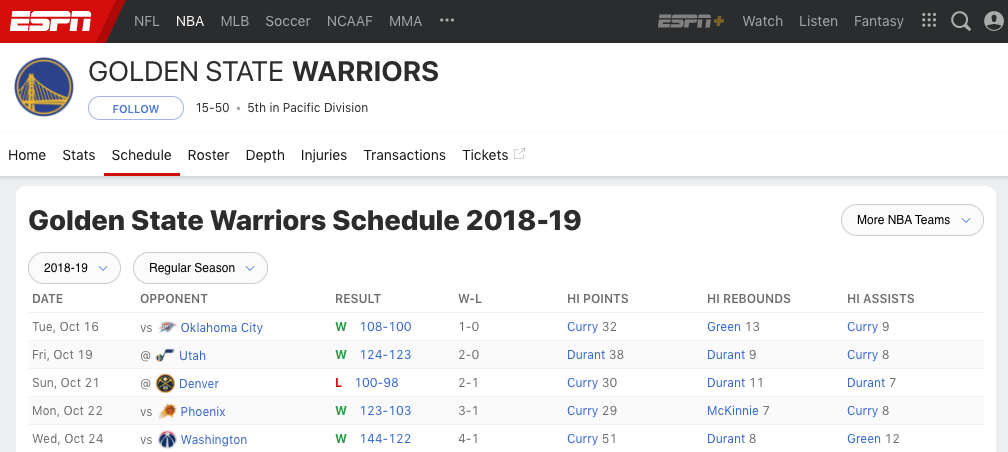 ESPN NFL NBA MLB Soccer NCAAF MMA ••• ESPN+ Watch Listen Fantasy
GOLDEN STATE WARRIORS
FOLLOW 15-50 • 5th in Pacific Division
Home Stats Schedule Roster Depth Injuries Transactions Tickets
Golden State Warriors Schedule 2018-19 More NBA Teams
2018-19 Regular Season
DATE OPPONENT RESULT W-L HI POINTS HI REBOUNDS HI ASSISTS
Tue, Oct 16 vs Oklahoma City W 108-100 1-0 Curry 32 Green 13 Curry 9
Fri, Oct 19 @ Utah W 124-123 2-0 Durant 38 Durant 9 Curry 8
Sun, Oct 21 @ Denver L 100-98 2-1 Curry 30 Durant 11 Durant 7
Mon, Oct 22 vs Phoenix W 123-103 3-1 Curry 29 McKinnie 7 Curry 8
Wed, Oct 24 vs Washington W 144-122 4-1 Curry 51 Durant 8 Green 12